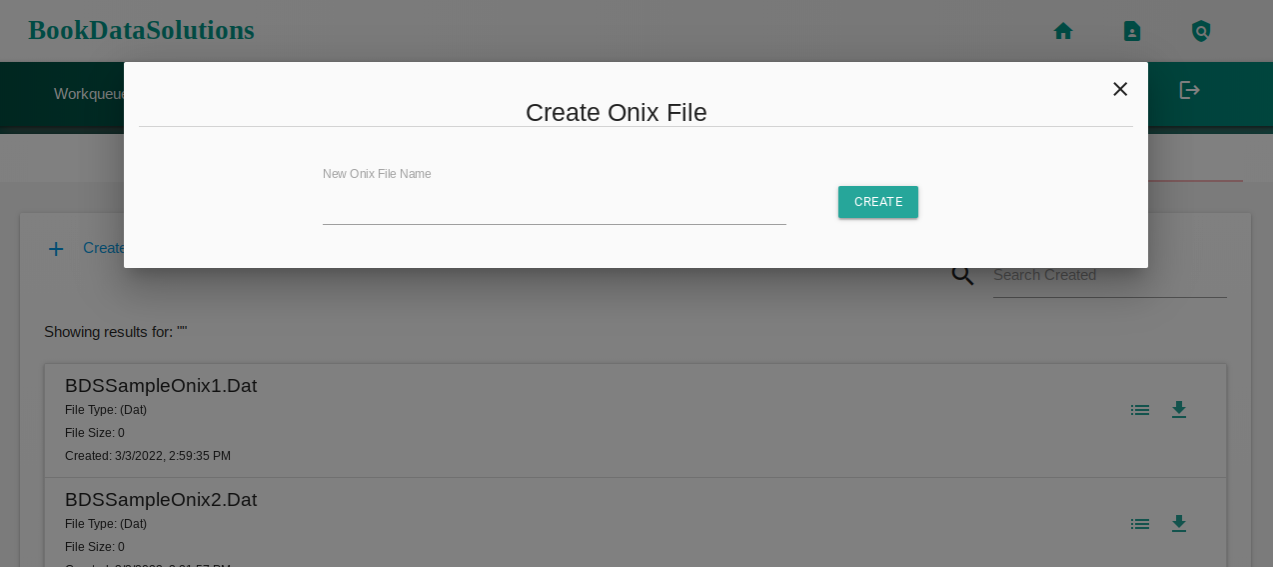 BookDataSolutions
Workqueue
Create Onix File
New Onix File Name
CREATE
Create
Search Created
Showing results for: ""
BDSSampleOnix1.Dat
File Type: (Dat)
File Size: 0
Created: 3/3/2022, 2:59:35 PM
BDSSampleOnix2.Dat
File Type: (Dat)
File Size: 0